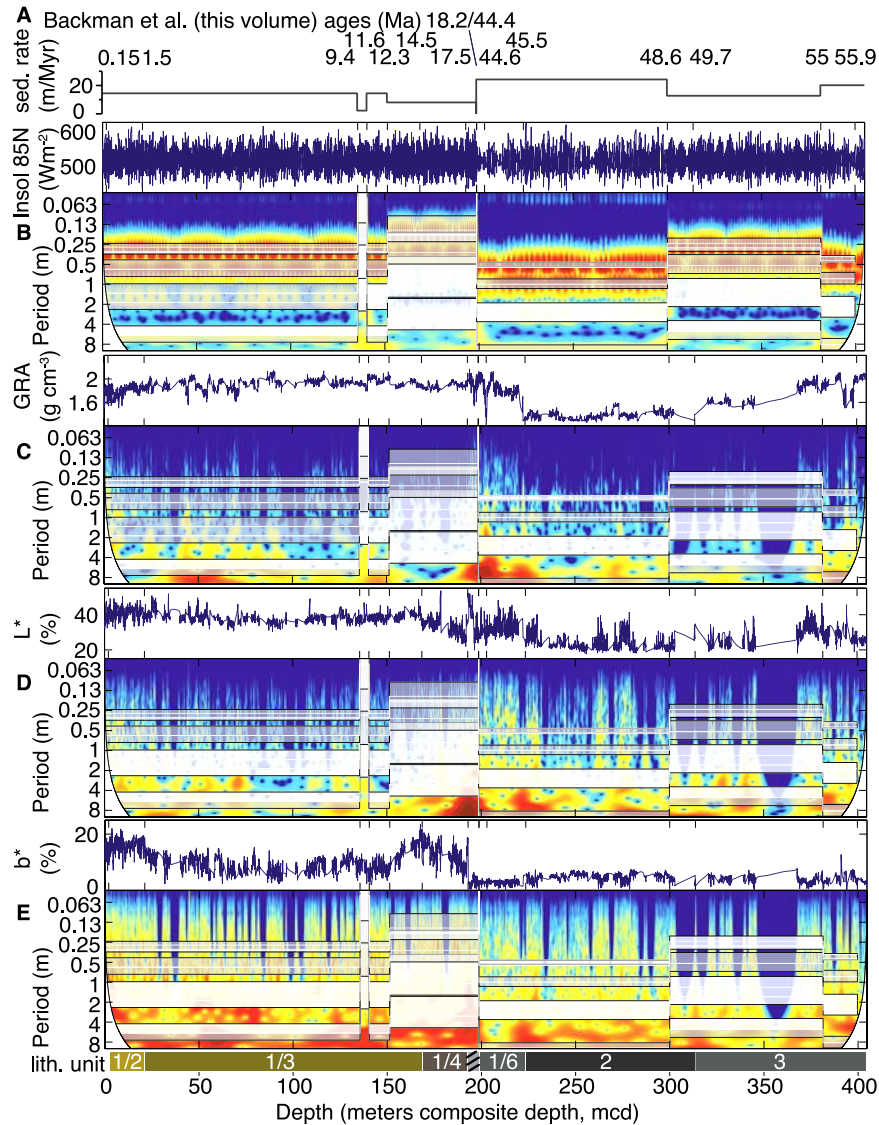 A Backman et al. (this volume) ages (Ma) 18.2/44.4
11.6 14.5 45.5
0.15 1.5 9.4 12.3 17.5 44.6 48.6 49.7 55 55.9
sed. rate
(m/Myr)
20
0
Insol 85N
(Wm-2)
600
500
B
Period (m)
0.063
0.13
0.25
0.5
1
2
4
8
GRA
(g cm-3)
2
1.6
C
Period (m)
0.063
0.13
0.25
0.5
1
2
4
8
L*
(%)
40
20
D
Period (m)
0.063
0.13
0.25
0.5
1
2
4
8
b*
(%)
20
0
E
Period (m)
0.063
0.13
0.25
0.5
1
2
4
8
lith. unit 1/2 1/3 1/4 1/6 2 3
0 50 100 150 200 250 300 350 400
Depth (meters composite depth, mcd)